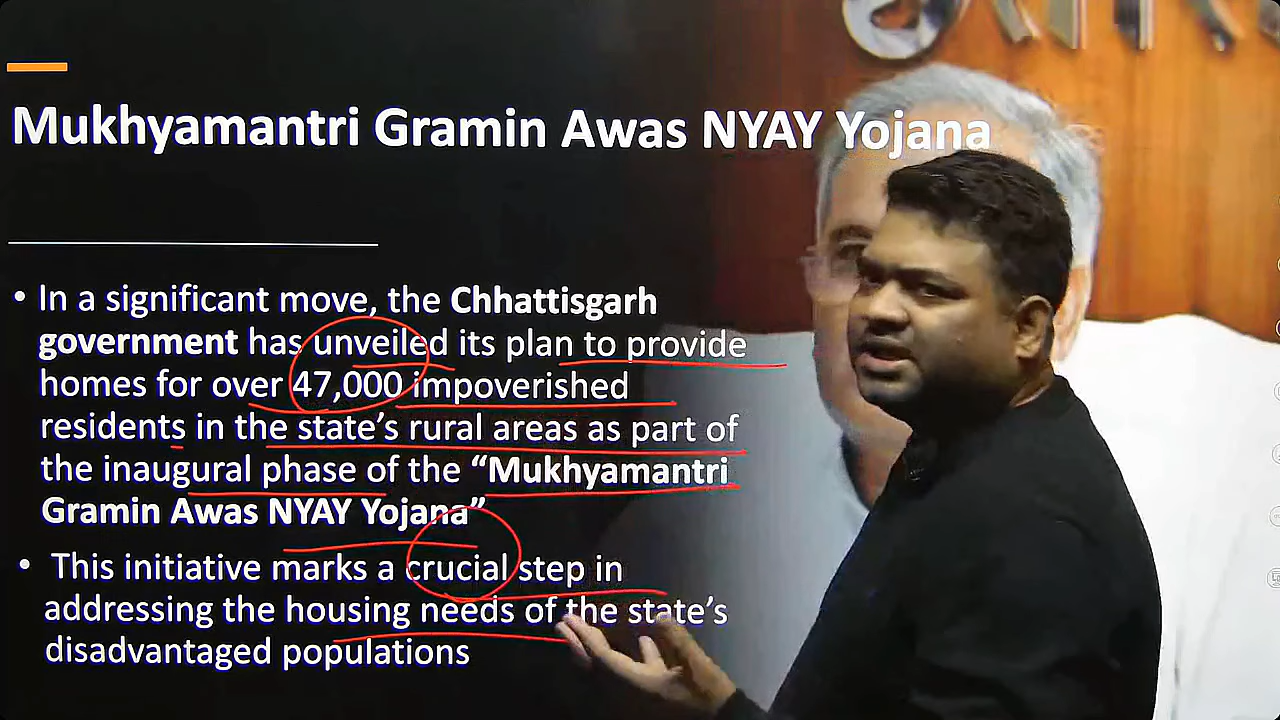 Mukhyamantri Gramin Awas NYAY Yojana
• In a significant move, the Chhattisgarh
government has unveiled its plan to provide
homes for over 47,000 impoverished
residents in the state's rural areas as part of
the inaugural phase of the “Mukhyamantri
Gramin Awas NYAY Yojana”
• This initiative marks a crucial step in
addressing the housing needs of the state's
disadvantaged populations